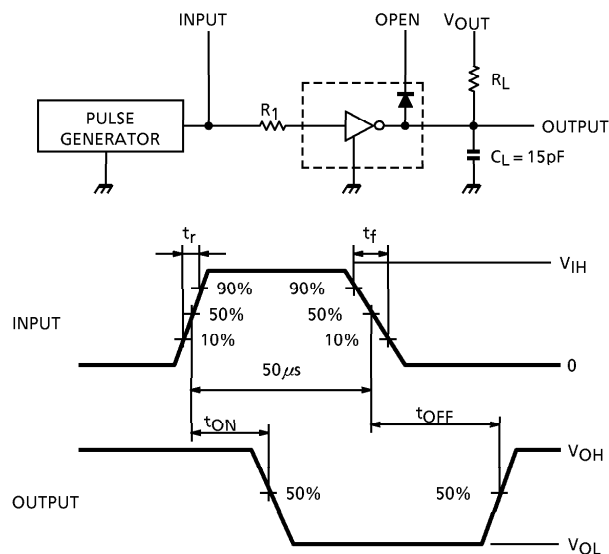 INPUT OPEN VOUT
R1 RL
PULSE GENERATOR
OUTPUT
CL = 15pF
tr tf
VIH
90% 90%
INPUT 50% 50%
10% 10%
0
50μs
tON tOFF
VOH
OUTPUT 50% 50%
VOL